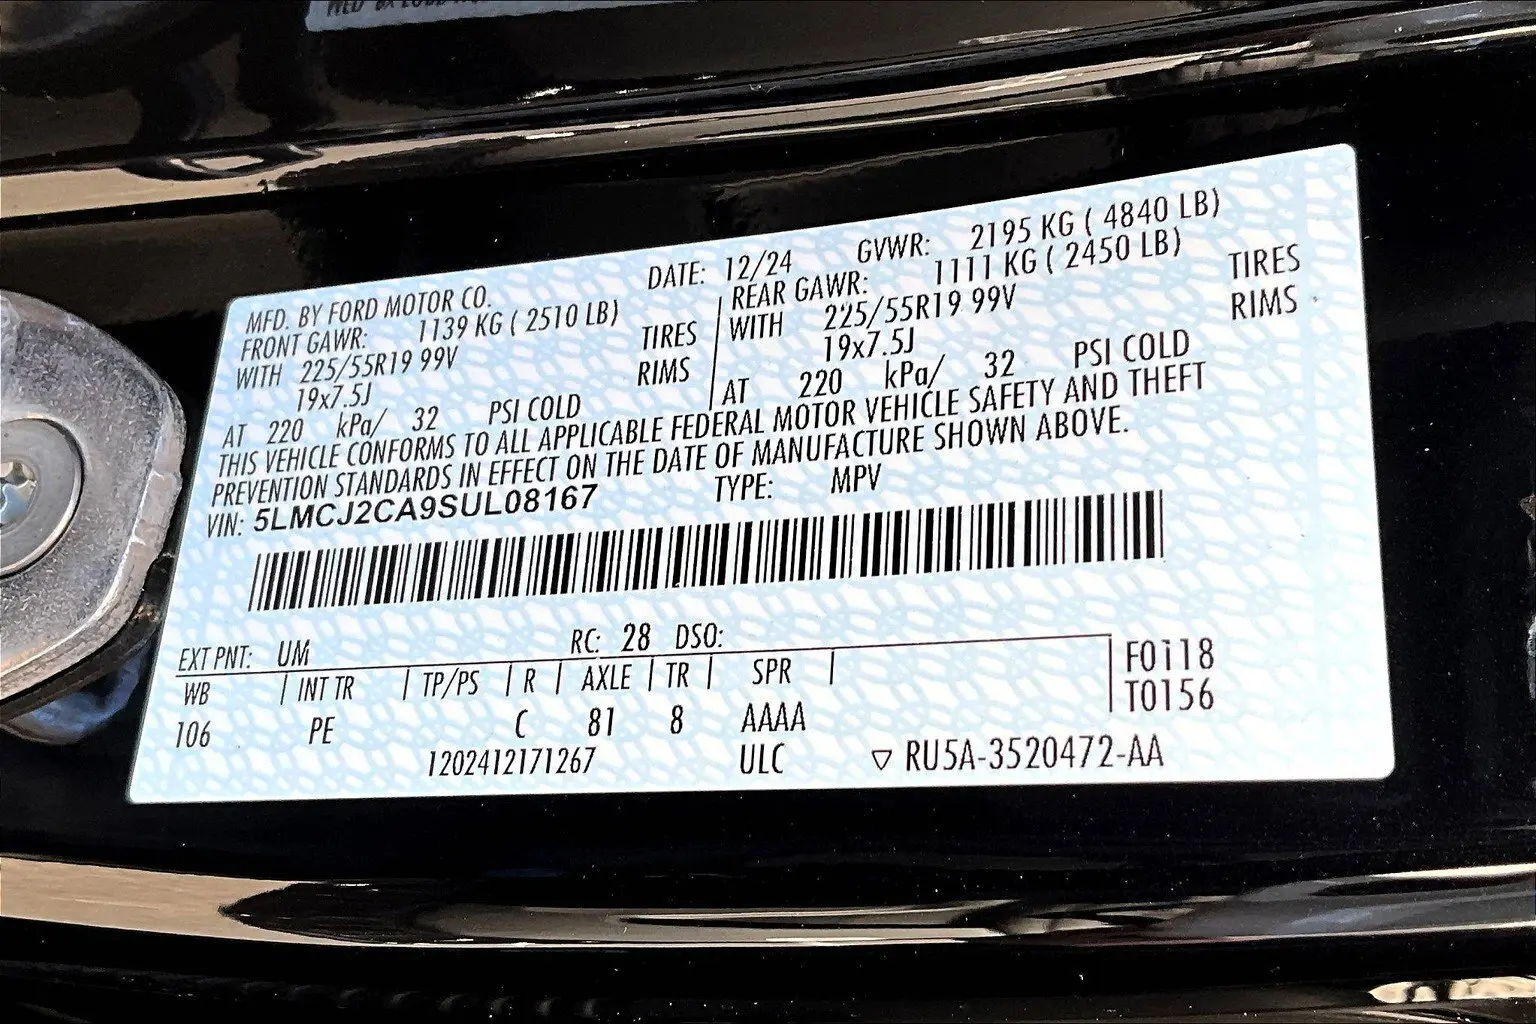 MFD. BY FORD MOTOR CO. DATE: 12/24 GVWR: 2195 KG ( 4840 LB)
FRONT GAWR: 1139 KG ( 2510 LB) REAR GAWR: 1111 KG ( 2450 LB)
WITH 225/55R19 99V TIRES WITH 225/55R19 99V TIRES
19x7.5J RIMS 19x7.5J RIMS
AT 220 kPa/ 32 PSI COLD AT 220 kPa/ 32 PSI COLD
THIS VEHICLE CONFORMS TO ALL APPLICABLE FEDERAL MOTOR VEHICLE SAFETY AND THEFT
PREVENTION STANDARDS IN EFFECT ON THE DATE OF MANUFACTURE SHOWN ABOVE.
VIN: 5LMCJ2CA9SUL08167 TYPE: MPV
EXT PNT: UM RC: 28 DSO:
WB INT TR TP/PS R AXLE TR SPR F0118
106 PE C 81 8 AAAA T0156
1202412171267 ULC ▽ RU5A-3520472-AA